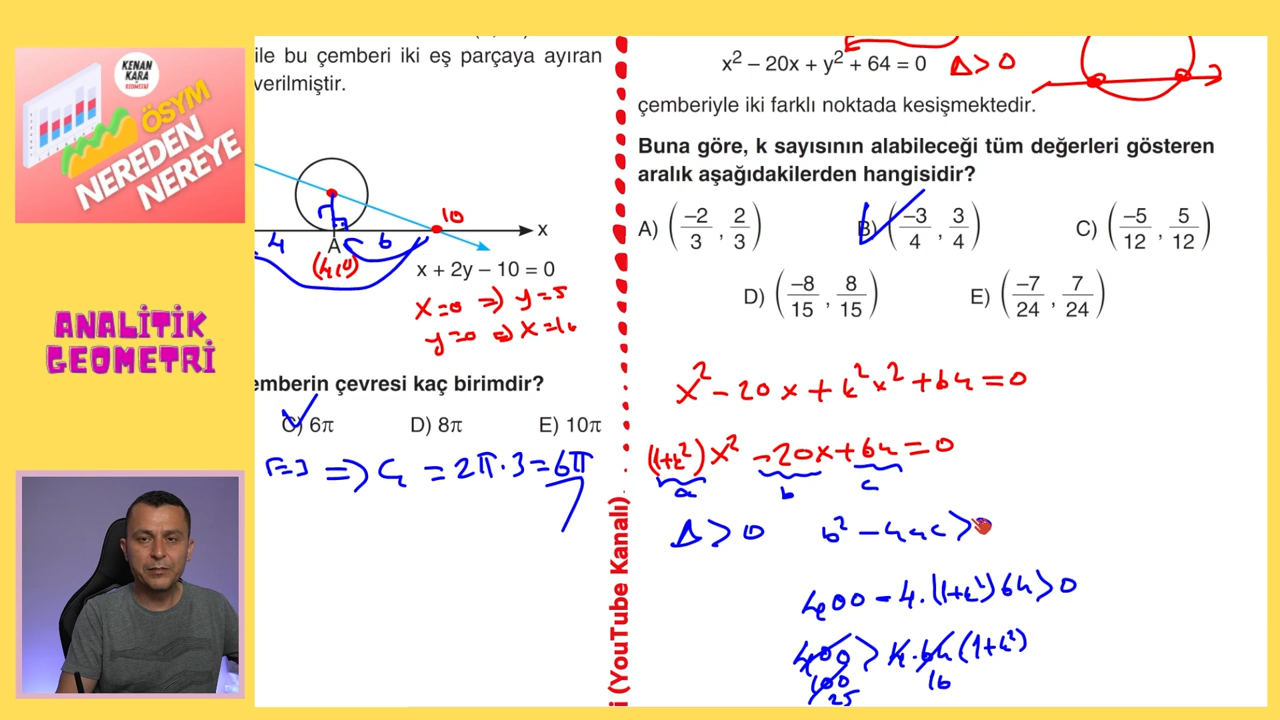 KENAN
KARA
GEOMETRİ
ÖSYM
NEREDEN
NEREYE
ANALİTİK
GEOMETRİ
ile bu çemberi iki eş parçaya ayıran
verilmiştir.
10
x
4
A
6
(4,0)
x + 2y – 10 = 0
x=0 => y=5
y=0 => x=10
emberin çevresi kaç birimdir?
C) 6π D) 8π E) 10π
r=3 => Ç = 2π·3 = 6π
i (YouTube Kanalı)
x² – 20x + y² + 64 = 0 Δ>0
çemberiyle iki farklı noktada kesişmektedir.
Buna göre, k sayısının alabileceği tüm değerleri gösteren
aralık aşağıdakilerden hangisidir?
A) (–2/3 , 2/3) B) (–3/4 , 3/4) C) (–5/12 , 5/12)
D) (–8/15 , 8/15) E) (–7/24 , 7/24)
x² – 20x + k²x² + 64 = 0
(1+k²)x² – 20x + 64 = 0
a b c
Δ > 0 b² – 4ac >
400 – 4·(1+k²)64 > 0
400 > 4·64(1+k²)
100 16
25